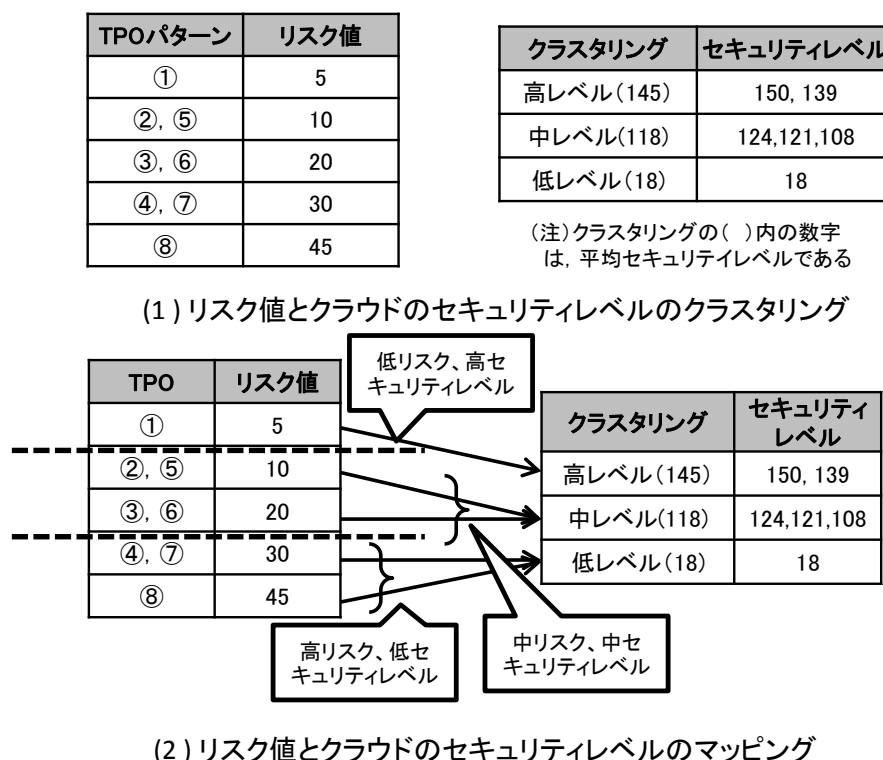 TPOパターン リスク値
① 5
②, ⑤ 10
③, ⑥ 20
④, ⑦ 30
⑧ 45
クラスタリング セキュリティレベル
高レベル(145) 150, 139
中レベル(118) 124,121,108
低レベル(18) 18
(注)クラスタリングの( )内の数字
は, 平均セキュリテイレベルである
(1 ) リスク値とクラウドのセキュリティレベルのクラスタリング
低リスク、高セ
キュリティレベル
TPO リスク値
① 5
②, ⑤ 10
③, ⑥ 20
④, ⑦ 30
⑧ 45
クラスタリング セキュリティ
レベル
高レベル(145) 150, 139
中レベル(118) 124,121,108
低レベル(18) 18
高リスク、低セ
キュリティレベル
中リスク、中セ
キュリティレベル
(2 ) リスク値とクラウドのセキュリティレベルのマッピング